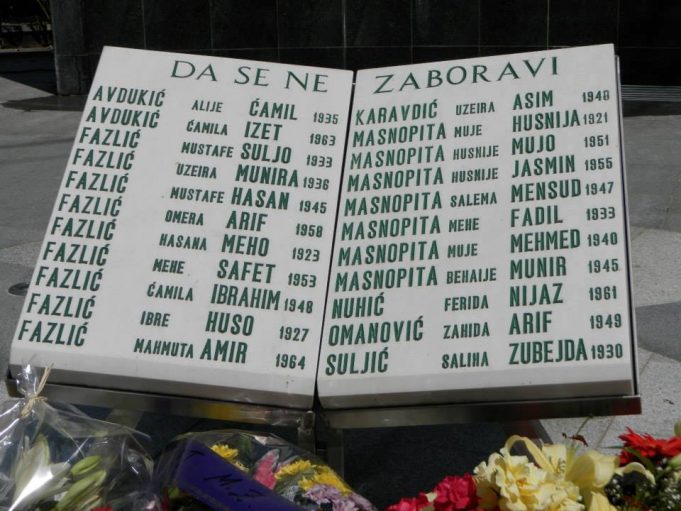 DA SE NE ZABORAVI
AVDUKIĆ ALIJE ĆAMIL 1935
AVDUKIĆ ĆAMILA IZET 1963
FAZLIĆ MUSTAFE SULJO 1933
FAZLIĆ UZEIRA MUNIRA 1936
FAZLIĆ MUSTAFE HASAN 1945
FAZLIĆ OMERA ARIF 1958
FAZLIĆ HASANA MEHO 1923
FAZLIĆ MEHE SAFET 1953
FAZLIĆ ĆAMILA IBRAHIM 1948
FAZLIĆ IBRE HUSO 1927
FAZLIĆ MAHMUTA AMIR 1964
KARAVDIĆ UZEIRA ASIM 1948
MASNOPITA MUJE HUSNIJA 1921
MASNOPITA HUSNIJE MUJO 1951
MASNOPITA HUSNIJE JASMIN 1955
MASNOPITA SALEMA MENSUD 1947
MASNOPITA MEHE FADIL 1933
MASNOPITA MUJE MEHMED 1940
MASNOPITA BEHAIJE MUNIR 1945
NUHIĆ FERIDA NIJAZ 1961
OMANOVIĆ ZAHIDA ARIF 1949
SULJIĆ SALIHA ZUBEJDA 1930